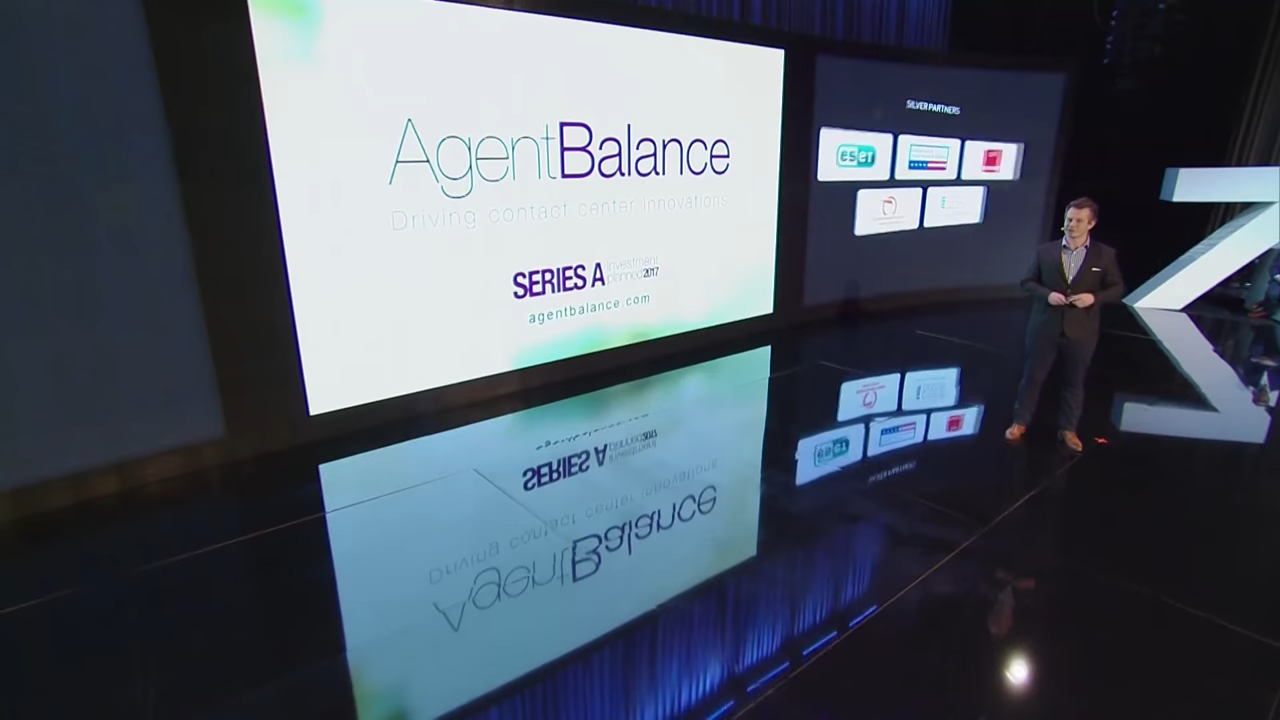 AgentBalance
Driving contact center innovations
SERIES A investment planned 2017
agentbalance.com
SILVER PARTNERS
eseT